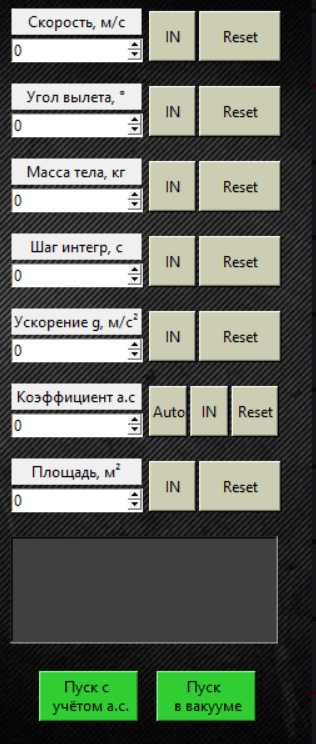 Скорость, м/с
0 IN Reset
Угол вылета, °
0 IN Reset
Масса тела, кг
0 IN Reset
Шаг интегр, с
0 IN Reset
Ускорение g, м/с²
0 IN Reset
Коэффициент а.с
0 Auto IN Reset
Площадь, м²
0 IN Reset
Пуск с
учётом а.с.
Пуск
в вакууме